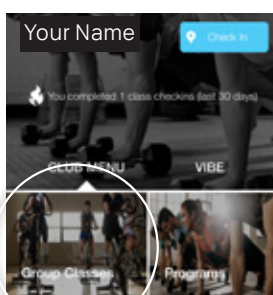 Your Name
Check In
You completed 1 class checkins (last 30 days)
CLUB MENU
VIBE
Group Classes
Programs